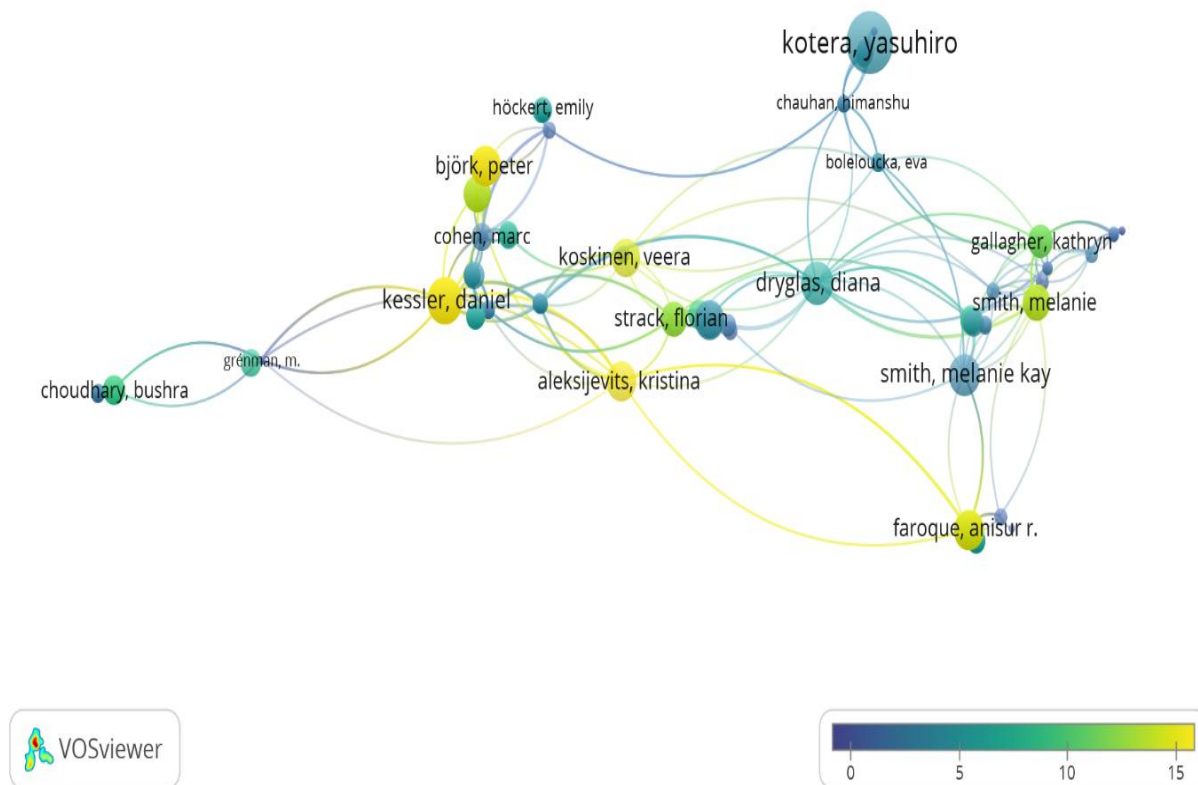 kotera, yasuhiro
chauhan, himanshu
höckert, emily
björk, peter
boleloucka, eva
cohen, marc
gallagher, kathryn
koskinen, veera
dryglas, diana
kessler, daniel
smith, melanie
strack, florian
grénman, m.
aleksijevits, kristina
smith, melanie kay
choudhary, bushra
faroque, anisur r.
VOSviewer
0 5 10 15